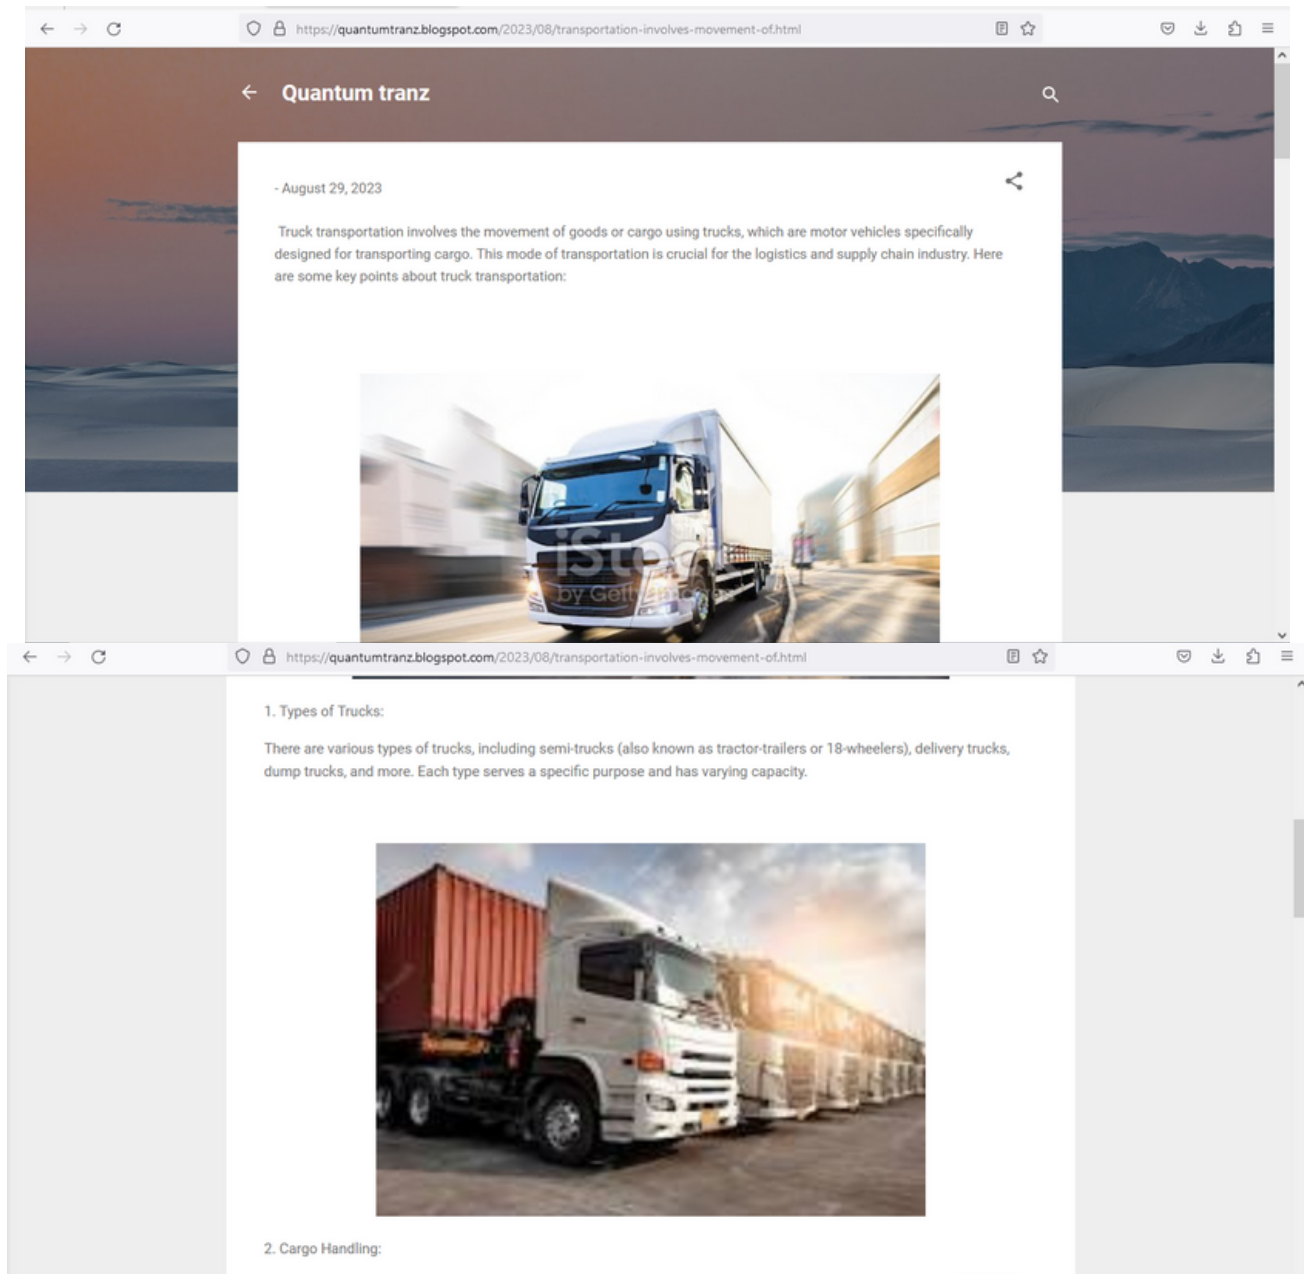 https://quantumtranz.blogspot.com/2023/08/transportation-involves-movement-of.html
Quantum tranz
- August 29, 2023
Truck transportation involves the movement of goods or cargo using trucks, which are motor vehicles specifically
designed for transporting cargo. This mode of transportation is crucial for the logistics and supply chain industry. Here
are some key points about truck transportation:
iStock
by Getty Images
https://quantumtranz.blogspot.com/2023/08/transportation-involves-movement-of.html
1. Types of Trucks:
There are various types of trucks, including semi-trucks (also known as tractor-trailers or 18-wheelers), delivery trucks,
dump trucks, and more. Each type serves a specific purpose and has varying capacity.
2. Cargo Handling: